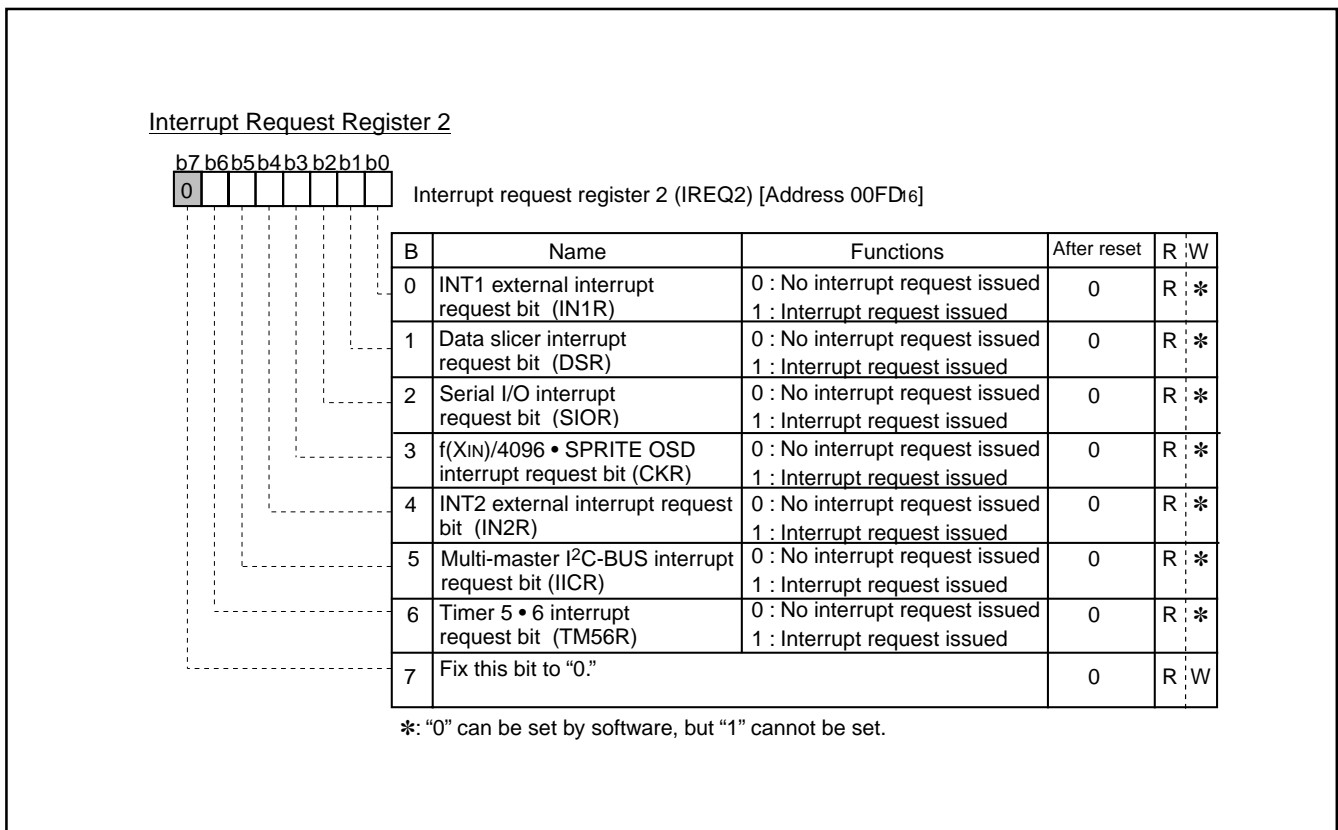 Interrupt Request Register 2
b7 b6 b5 b4 b3 b2 b1 b0
0
Interrupt request register 2 (IREQ2) [Address 00FD16]
B Name Functions After reset R W
0 INT1 external interrupt request bit (IN1R) 0 : No interrupt request issued 1 : Interrupt request issued 0 R ✽
1 Data slicer interrupt request bit (DSR) 0 : No interrupt request issued 1 : Interrupt request issued 0 R ✽
2 Serial I/O interrupt request bit (SIOR) 0 : No interrupt request issued 1 : Interrupt request issued 0 R ✽
3 f(XIN)/4096 • SPRITE OSD interrupt request bit (CKR) 0 : No interrupt request issued 1 : Interrupt request issued 0 R ✽
4 INT2 external interrupt request bit (IN2R) 0 : No interrupt request issued 1 : Interrupt request issued 0 R ✽
5 Multi-master I2C-BUS interrupt request bit (IICR) 0 : No interrupt request issued 1 : Interrupt request issued 0 R ✽
6 Timer 5 • 6 interrupt request bit (TM56R) 0 : No interrupt request issued 1 : Interrupt request issued 0 R ✽
7 Fix this bit to “0.” 0 R W
✽: “0” can be set by software, but “1” cannot be set.